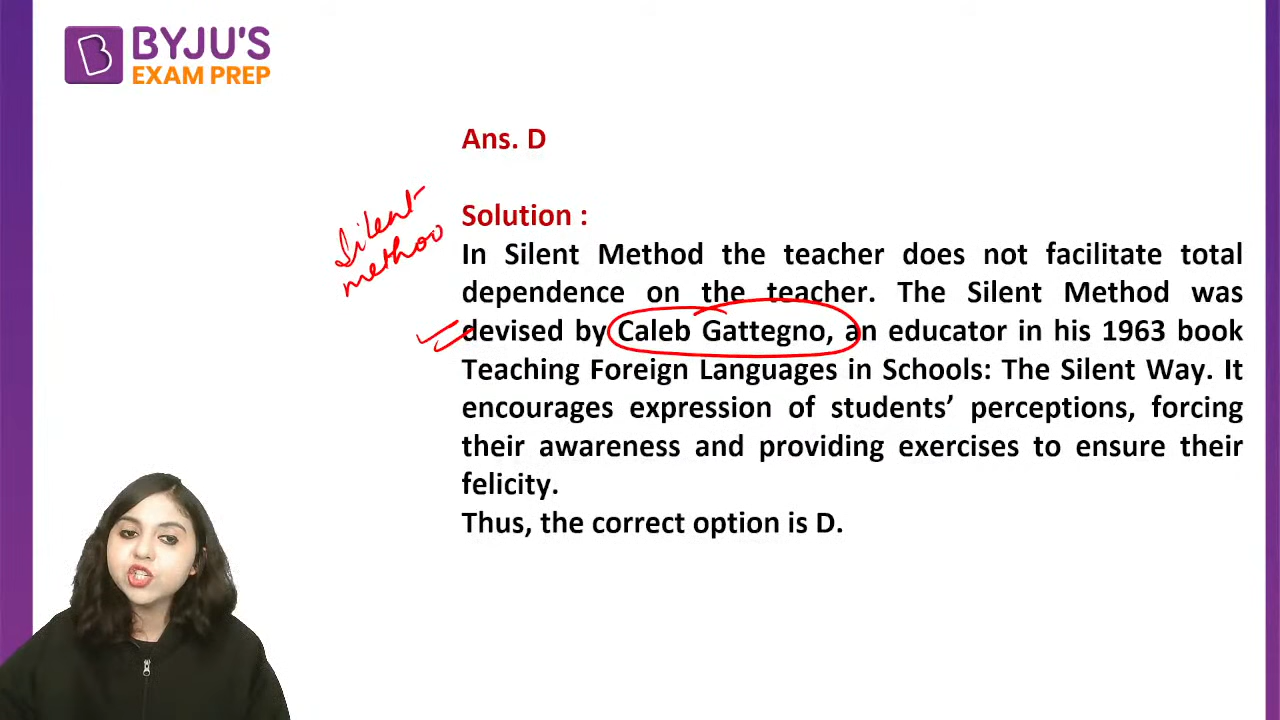 BYJU'S
EXAM PREP
Ans. D
Silent
method
Solution :
In Silent Method the teacher does not facilitate total
dependence on the teacher. The Silent Method was
devised by Caleb Gattegno, an educator in his 1963 book
Teaching Foreign Languages in Schools: The Silent Way. It
encourages expression of students’ perceptions, forcing
their awareness and providing exercises to ensure their
felicity.
Thus, the correct option is D.